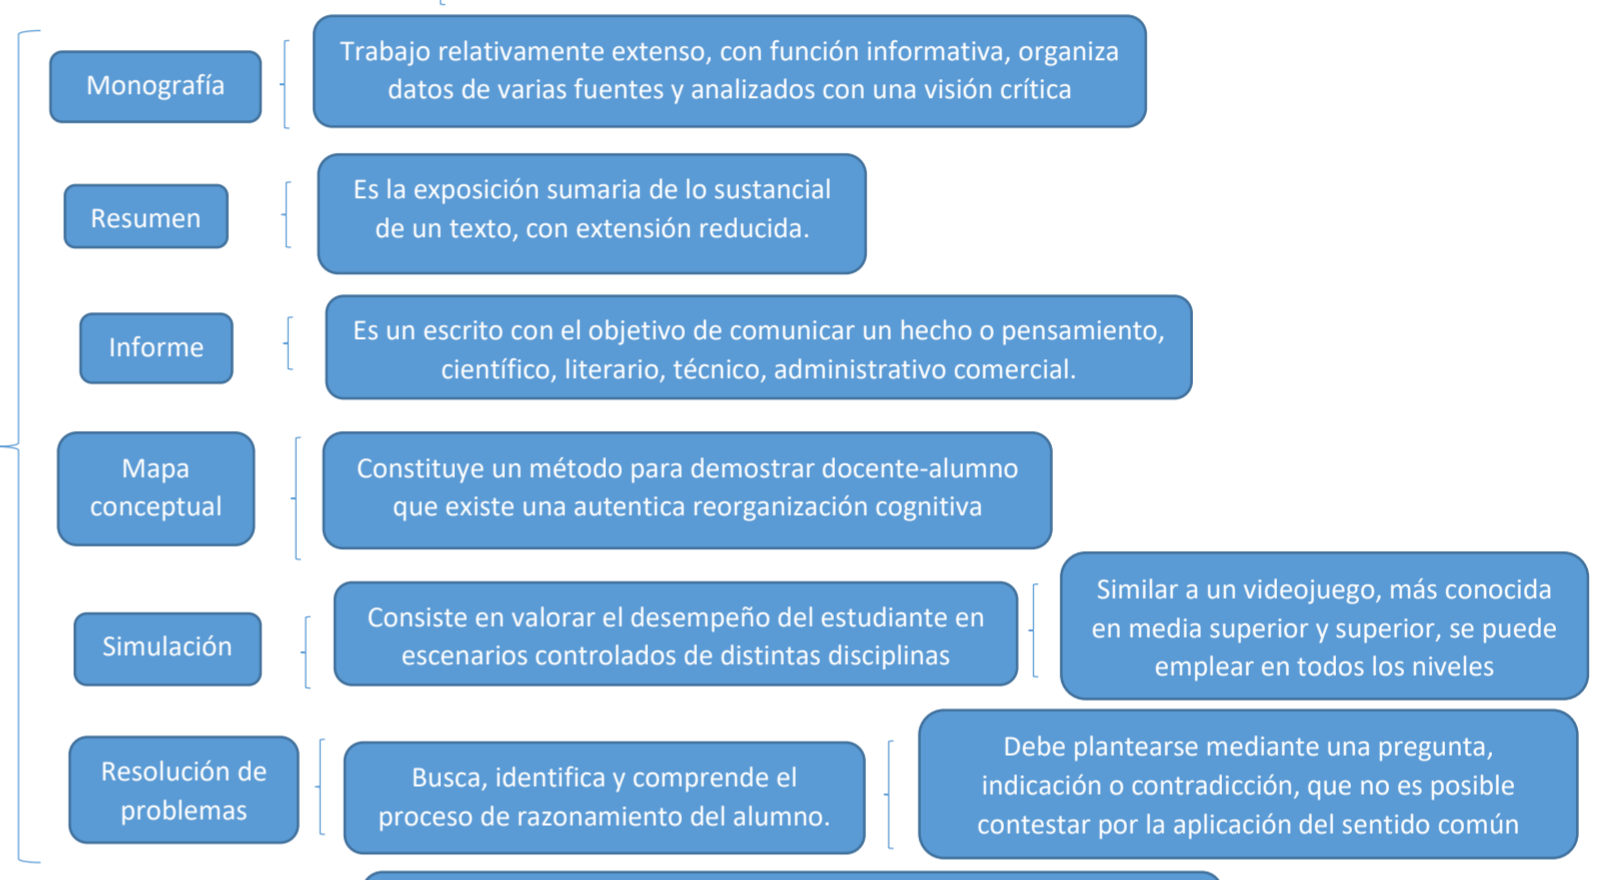 Monografía
Trabajo relativamente extenso, con función informativa, organiza
datos de varias fuentes y analizados con una visión crítica
Resumen
Es la exposición sumaria de lo sustancial
de un texto, con extensión reducida.
Informe
Es un escrito con el objetivo de comunicar un hecho o pensamiento,
científico, literario, técnico, administrativo comercial.
Mapa
conceptual
Constituye un método para demostrar docente-alumno
que existe una autentica reorganización cognitiva
Simulación
Consiste en valorar el desempeño del estudiante en
escenarios controlados de distintas disciplinas
Similar a un videojuego, más conocida
en media superior y superior, se puede
emplear en todos los niveles
Resolución de
problemas
Busca, identifica y comprende el
proceso de razonamiento del alumno.
Debe plantearse mediante una pregunta,
indicación o contradicción, que no es posible
contestar por la aplicación del sentido común